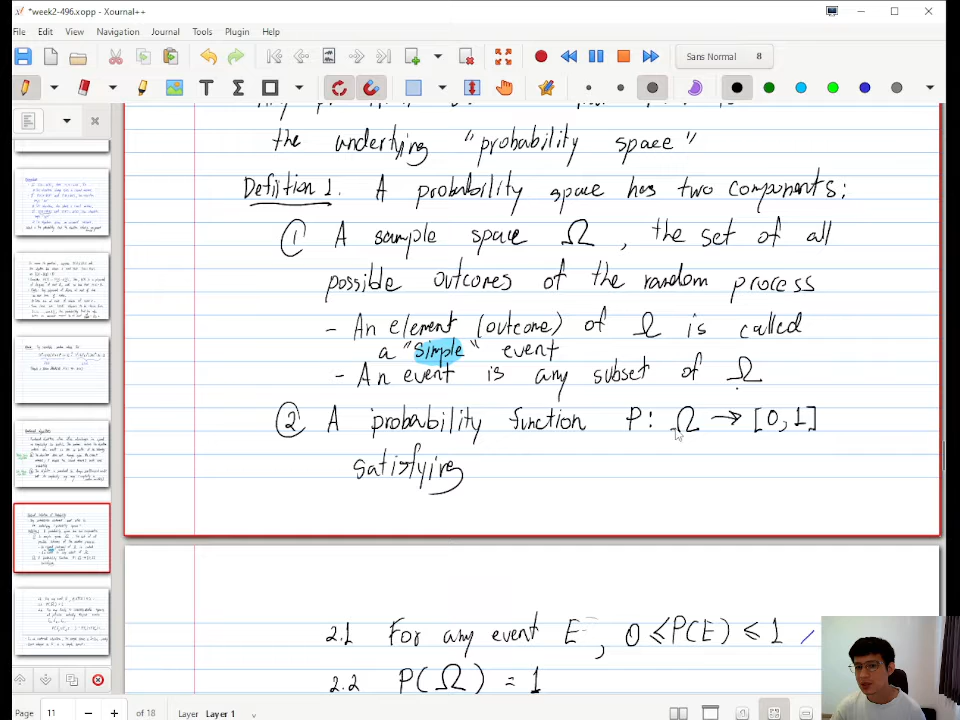 *week2-496.xopp - Xournal++
File Edit View Navigation Journal Tools Plugin Help
Sans Normal 8
the underlying "probability space"
Defiition 1. A probability space has two components:
① A sample space Ω, the set of all
possible outcomes of the random process
- An element (outcome) of Ω is called
a "Simple" event
- An event is any subset of Ω
② A probability function P: Ω → [0,1]
satisfying
2.1 For any event E, 0 ≤ P(E) ≤ 1
2.2 P(Ω) = 1
Page 11 of 18 Layer Layer 1